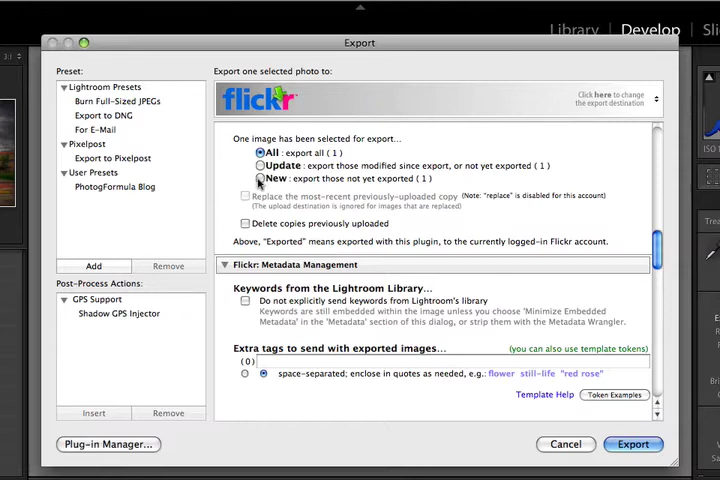 Library
Develop
3:1
Export
Preset:
Export one selected photo to:
Lightroom Presets
Burn Full-Sized JPEGs
Export to DNG
For E-Mail
Pixelpost
Export to Pixelpost
User Presets
PhotogFormula Blog
Add Remove
Post-Process Actions:
GPS Support
Shadow GPS Injector
Insert Remove
flickr
Click here to change
the export destination
One image has been selected for export...
All : export all ( 1 )
Update : export those modified since export, or not yet exported ( 1 )
New : export those not yet exported ( 1 )
Replace the most-recent previously-uploaded copy (Note: "replace" is disabled for this account)
(The upload destination is ignored for images that are replaced)
Delete copies previously uploaded
Above, "Exported" means exported with this plugin, to the currently logged-in Flickr account.
Flickr: Metadata Management
Keywords from the Lightroom Library...
Do not explicitly send keywords from Lightroom's library
Keywords are still embedded within the image unless you choose 'Minimize Embedded
Metadata' in the 'Metadata' section of this dialog, or strip them with the Metadata Wrangler.
Extra tags to send with exported images... (you can also use template tokens)
(0)
space-separated; enclose in quotes as needed, e.g.: flower still-life "red rose"
Template Help Token Examples
Plug-in Manager... Cancel Export
ISO 1